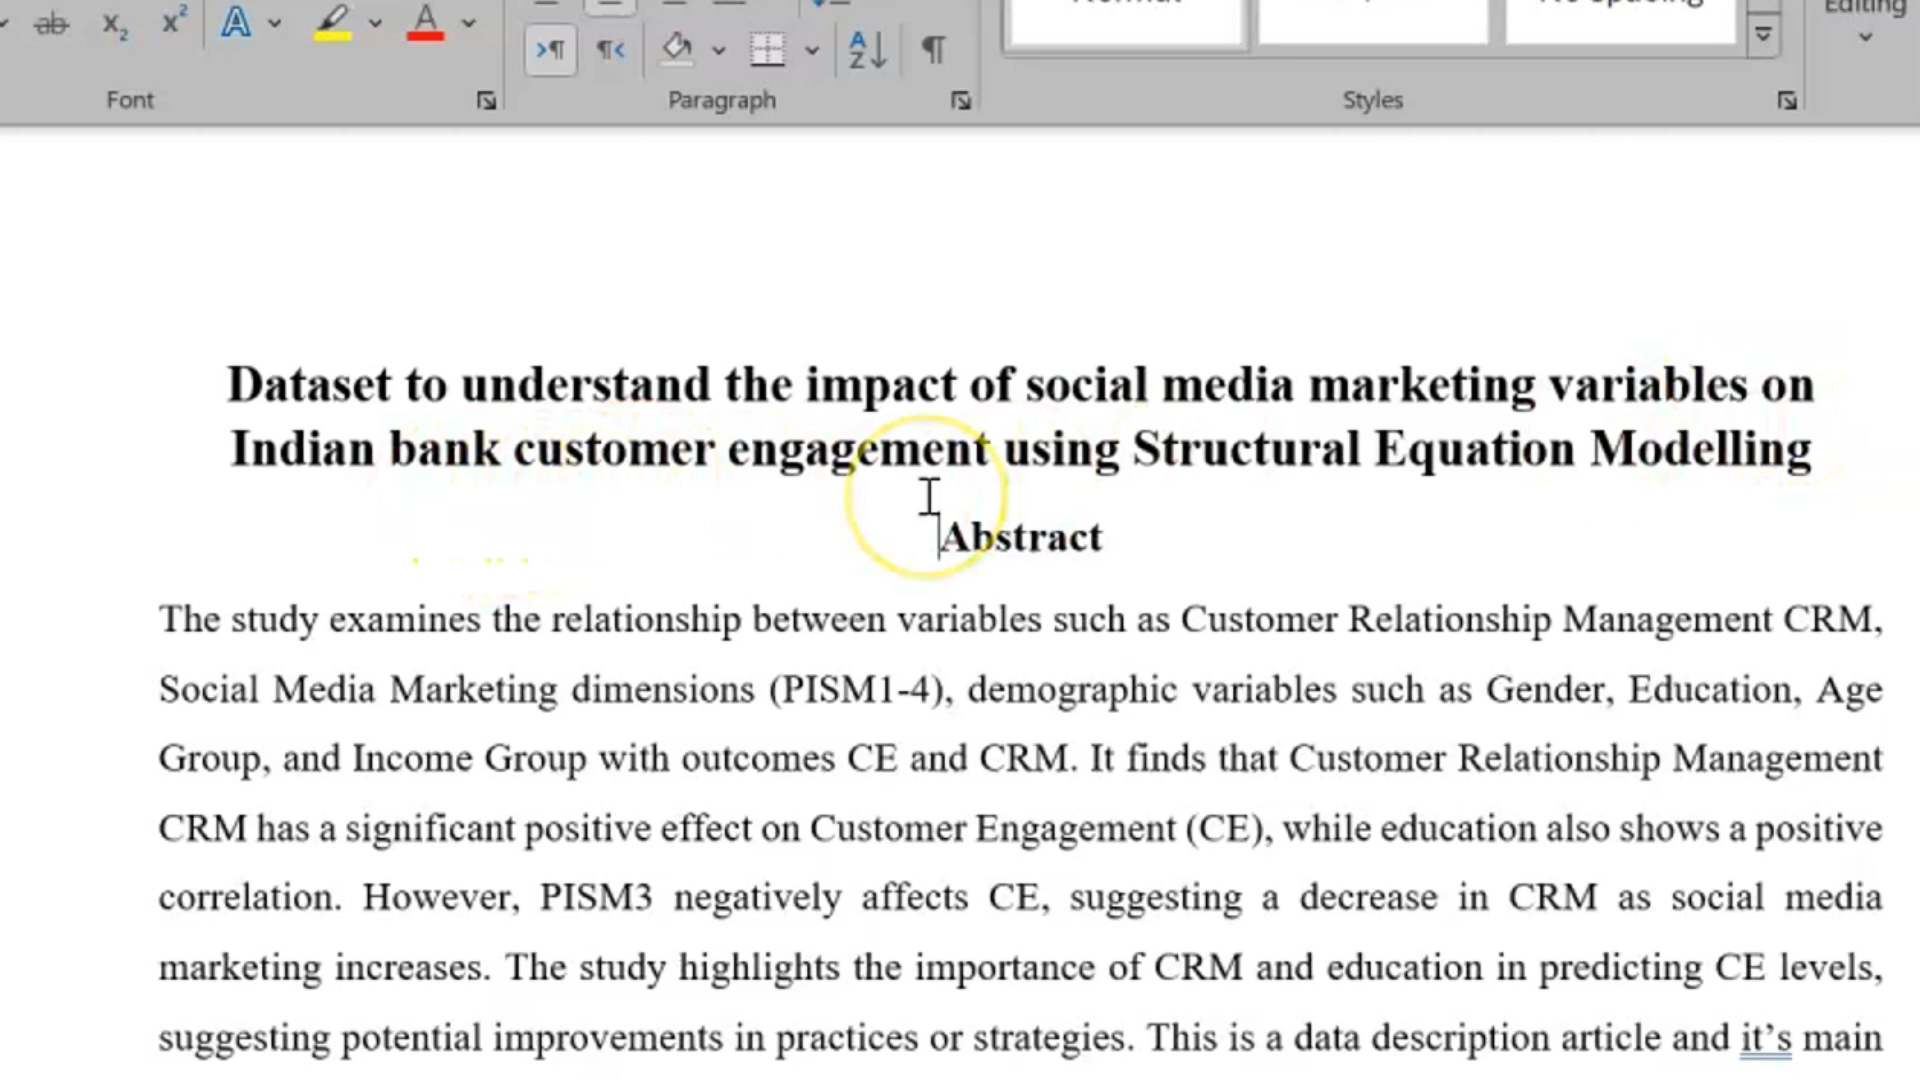 Editing
Font
Paragraph
Styles
Dataset to understand the impact of social media marketing variables on
Indian bank customer engagement using Structural Equation Modelling
Abstract
The study examines the relationship between variables such as Customer Relationship Management CRM,
Social Media Marketing dimensions (PISM1-4), demographic variables such as Gender, Education, Age
Group, and Income Group with outcomes CE and CRM. It finds that Customer Relationship Management
CRM has a significant positive effect on Customer Engagement (CE), while education also shows a positive
correlation. However, PISM3 negatively affects CE, suggesting a decrease in CRM as social media
marketing increases. The study highlights the importance of CRM and education in predicting CE levels,
suggesting potential improvements in practices or strategies. This is a data description article and it’s main